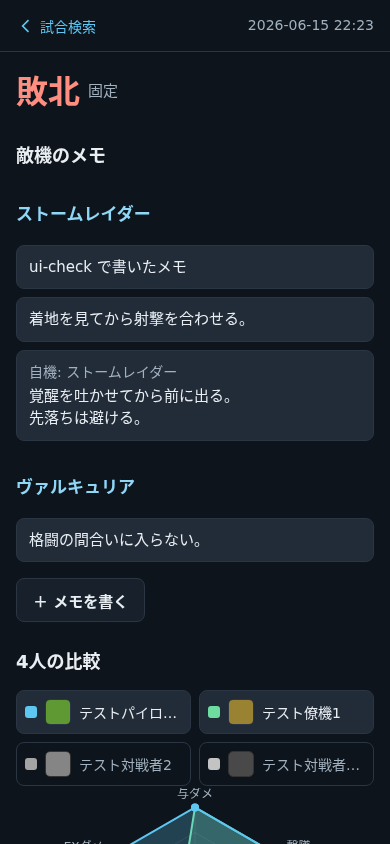 試合検索
2026-06-15 22:23
敗北 固定
敵機のメモ
ストームレイダー
ui-check で書いたメモ
着地を見てから射撃を合わせる。
自機: ストームレイダー
覚醒を吐かせてから前に出る。
先落ちは避ける。
ヴァルキュリア
格闘の間合いに入らない。
＋ メモを書く
4人の比較
テストパイロ…
テスト僚機1
テスト対戦者2
テスト対戦者…
与ダメ